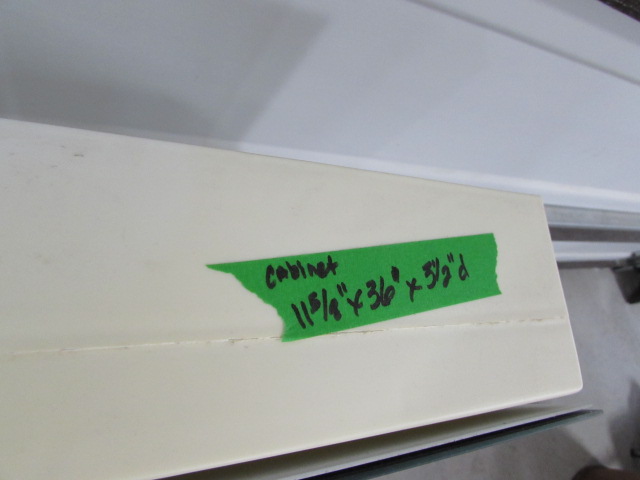 cabinet
11 5/8" x 36" x 5 1/2" d